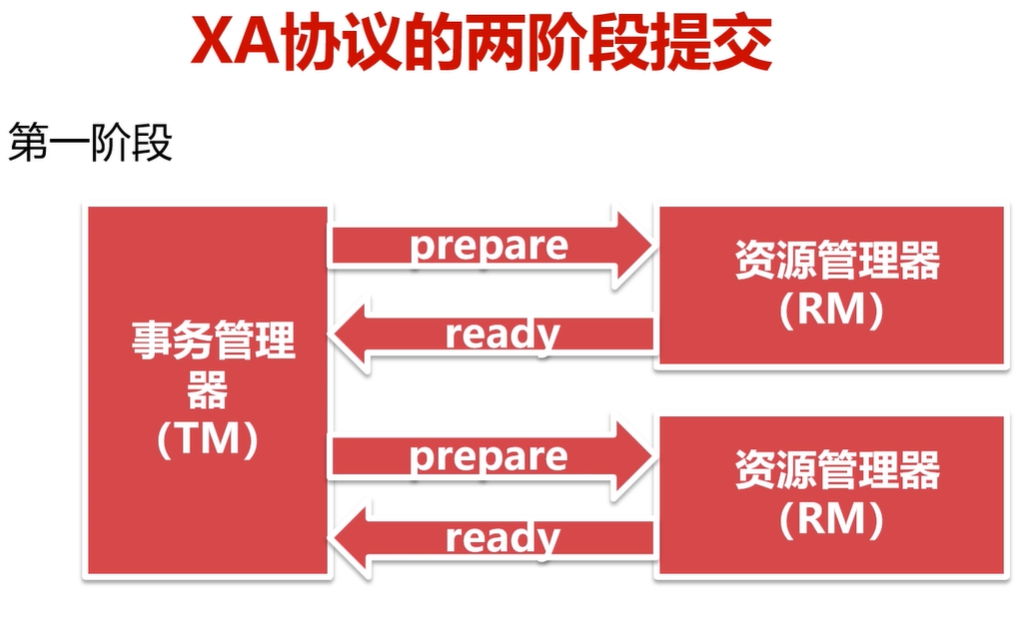 XA协议的两阶段提交
第一阶段
prepare
资源管理器
（RM）
ready
事务管理
器
（TM）
prepare
资源管理器
（RM）
ready